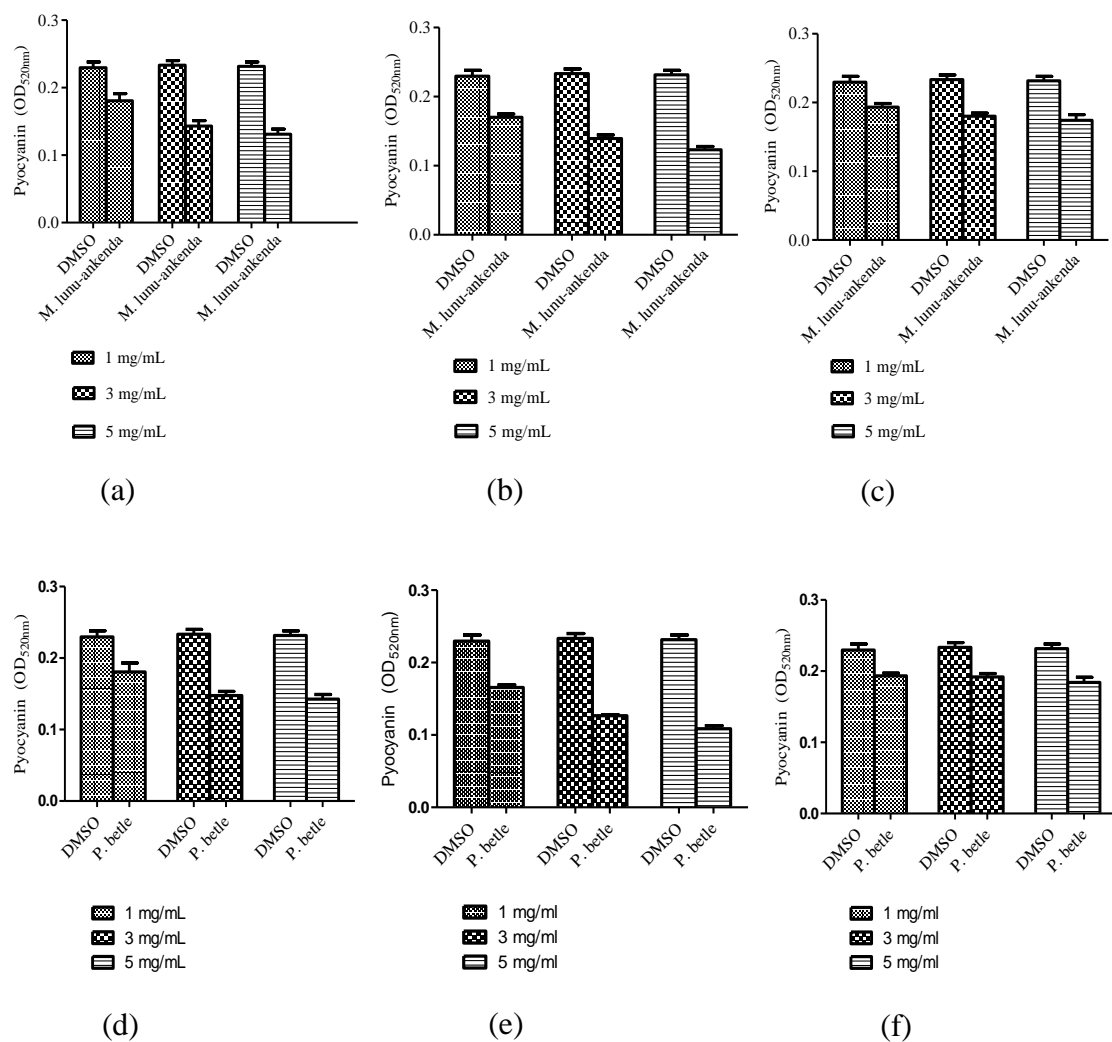 Pyocyanin (OD520nm)
0.3
0.2
0.1
0.0
DMSO
M. lunu-ankenda
DMSO
M. lunu-ankenda
DMSO
M. lunu-ankenda
1 mg/mL
3 mg/mL
5 mg/mL
(a)
Pyocyanin (OD520nm)
0.3
0.2
0.1
0.0
DMSO
M. lunu-ankenda
DMSO
M. lunu-ankenda
DMSO
M. lunu-ankenda
1 mg/mL
3 mg/mL
5 mg/mL
(b)
Pyocyanin (OD520nm)
0.3
0.2
0.1
0.0
DMSO
M. lunu-ankenda
DMSO
M. lunu-ankenda
DMSO
M. lunu-ankenda
1 mg/mL
3 mg/mL
5 mg/mL
(c)
Pyocyanin (OD520nm)
0.3
0.2
0.1
0.0
DMSO
P. betle
DMSO
P. betle
DMSO
P. betle
1 mg/mL
3 mg/mL
5 mg/mL
(d)
Pyocyanin (OD520nm)
0.3
0.2
0.1
0.0
DMSO
P. betle
DMSO
P. betle
DMSO
P. betle
1 mg/ml
3 mg/ml
5 mg/ml
(e)
Pyocyanin (OD520nm)
0.3
0.2
0.1
0.0
DMSO
P. betle
DMSO
P. betle
DMSO
P. betle
1 mg/ml
3 mg/ml
5 mg/ml
(f)